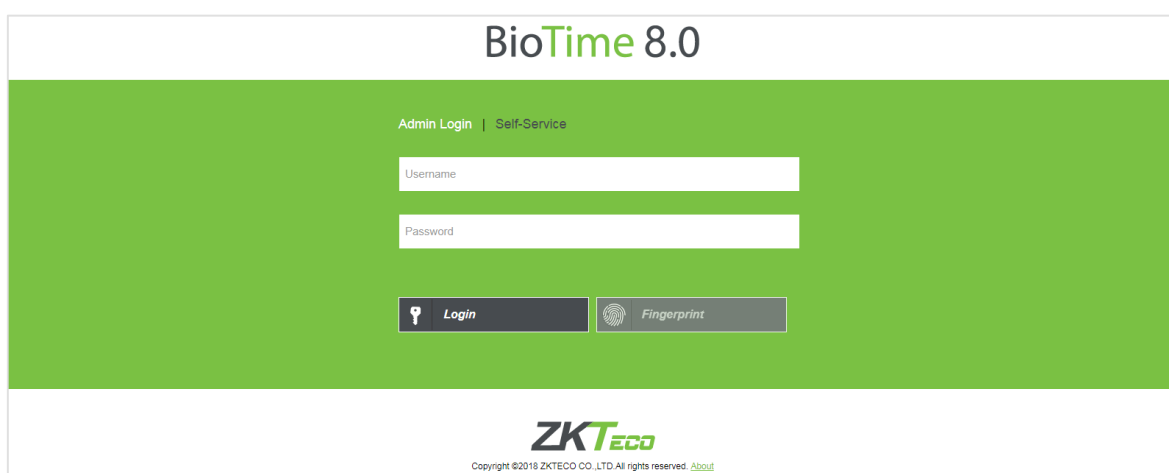 BioTime 8.0
Admin Login | Self-Service
Username
Password
Login Fingerprint
ZKTECO
Copyright ©2018 ZKTECO CO.,LTD.All rights reserved. About